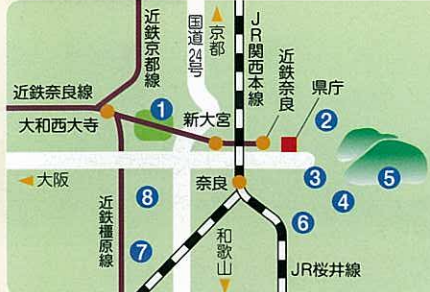 近鉄京都線
国道24号
京都
JR関西本線
近鉄奈良
県庁
近鉄奈良線
大和西大寺
1
新大宮
2
大阪
奈良
3
4
5
近鉄橿原線
8
7
6
和歌山
JR桜井線